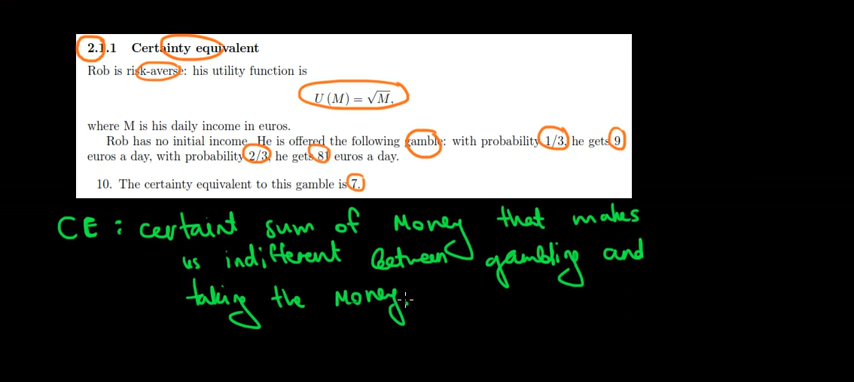 2.1.1 Certainty equivalent
Rob is risk-averse: his utility function is
U (M) = √M,
where M is his daily income in euros.
Rob has no initial income. He is offered the following gamble: with probability 1/3, he gets 9
euros a day, with probability 2/3, he gets 81 euros a day.
10. The certainty equivalent to this gamble is 7.
CE : certaint sum of Money that makes
us indifferent Between gambling and
taking the Money.